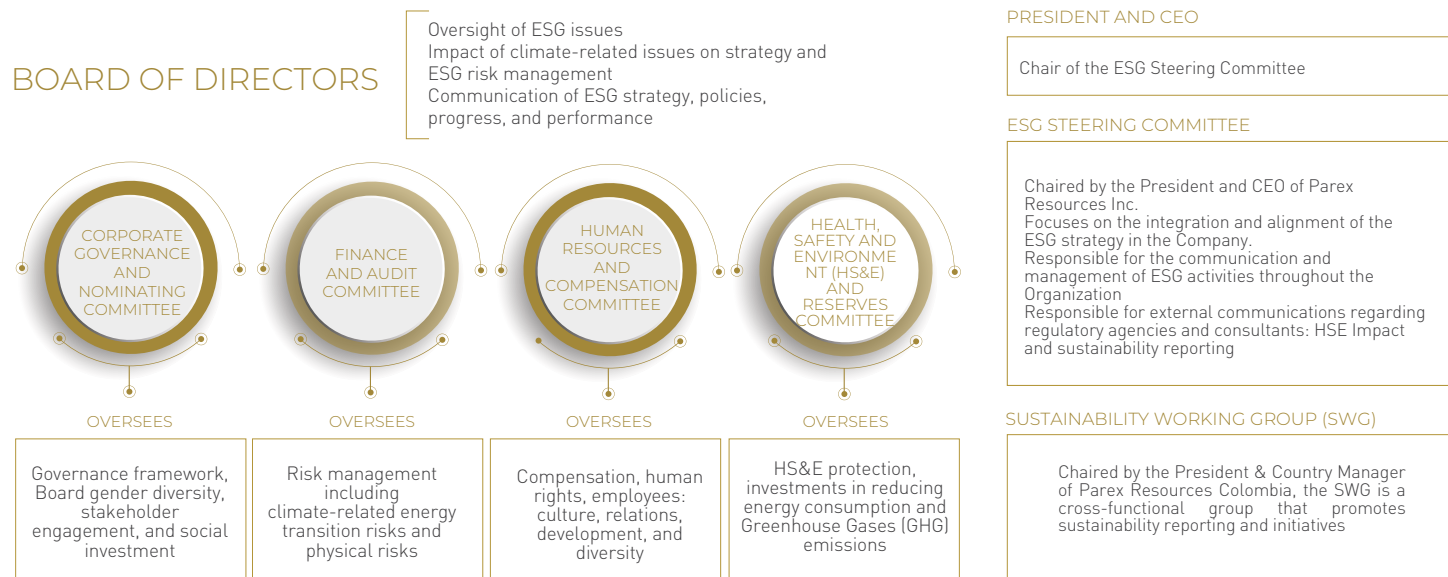 BOARD OF DIRECTORS
Oversight of ESG issues
Impact of climate-related issues on strategy and
ESG risk management
Communication of ESG strategy, policies,
progress, and performance
CORPORATE
GOVERNANCE
AND
NOMINATING
COMMITTEE
FINANCE
AND AUDIT
COMMITTEE
HUMAN
RESOURCES
AND
COMPENSATION
COMMITTEE
HEALTH,
SAFETY AND
ENVIRONME
NT (HS&E)
AND
RESERVES
COMMITTEE
OVERSEES
Governance framework,
Board gender diversity,
stakeholder
engagement, and social
investment
OVERSEES
Risk management
including
climate-related energy
transition risks and
physical risks
OVERSEES
Compensation, human
rights, employees:
culture, relations,
development, and
diversity
OVERSEES
HS&E protection,
investments in reducing
energy consumption and
Greenhouse Gases (GHG)
emissions
PRESIDENT AND CEO
Chair of the ESG Steering Committee
ESG STEERING COMMITTEE
Chaired by the President and CEO of Parex
Resources Inc.
Focuses on the integration and alignment of the
ESG strategy in the Company.
Responsible for the communication and
management of ESG activities throughout the
Organization
Responsible for external communications regarding
regulatory agencies and consultants: HSE Impact
and sustainability reporting
SUSTAINABILITY WORKING GROUP (SWG)
Chaired by the President & Country Manager
of Parex Resources Colombia, the SWG is a
cross-functional group that promotes
sustainability reporting and initiatives